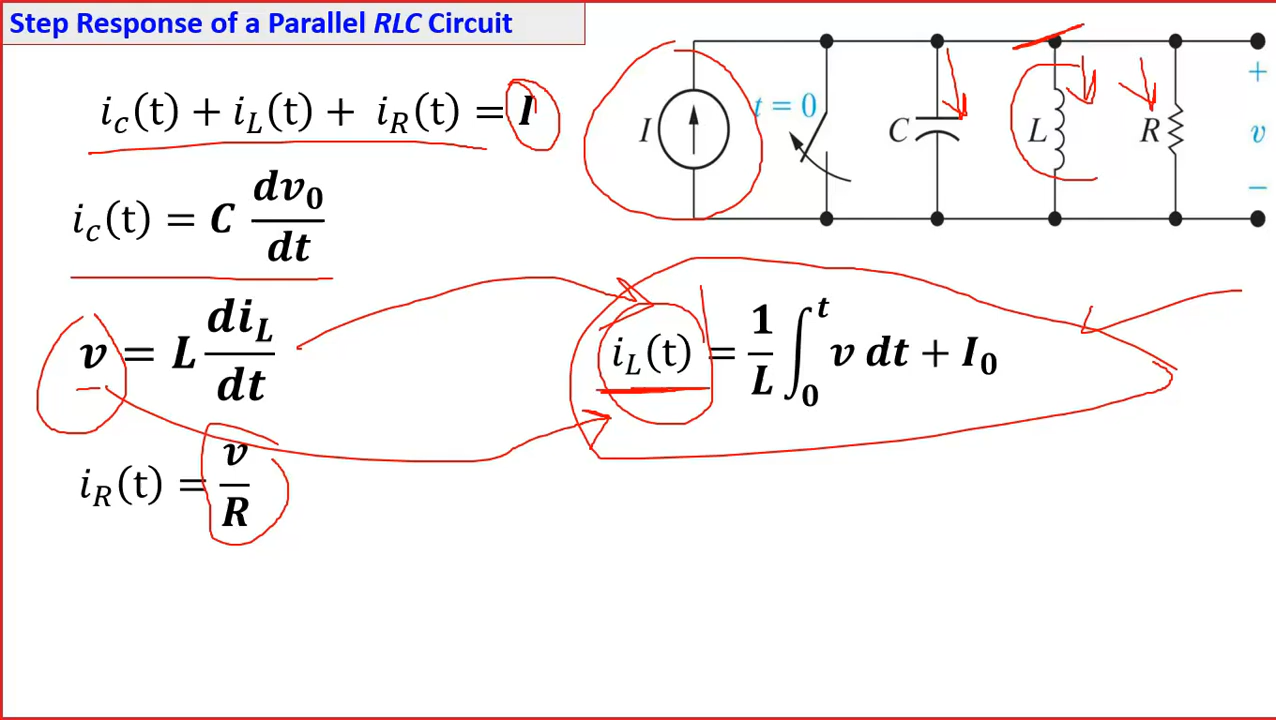 Step Response of a Parallel RLC Circuit
i_c(t) + i_L(t) + i_R(t) = I
i_c(t) = C dv_0/dt
v = L di_L/dt
i_L(t) = 1/L ∫_0^t v dt + I_0
i_R(t) = v/R
I
t = 0
C
L
R
+
v
−